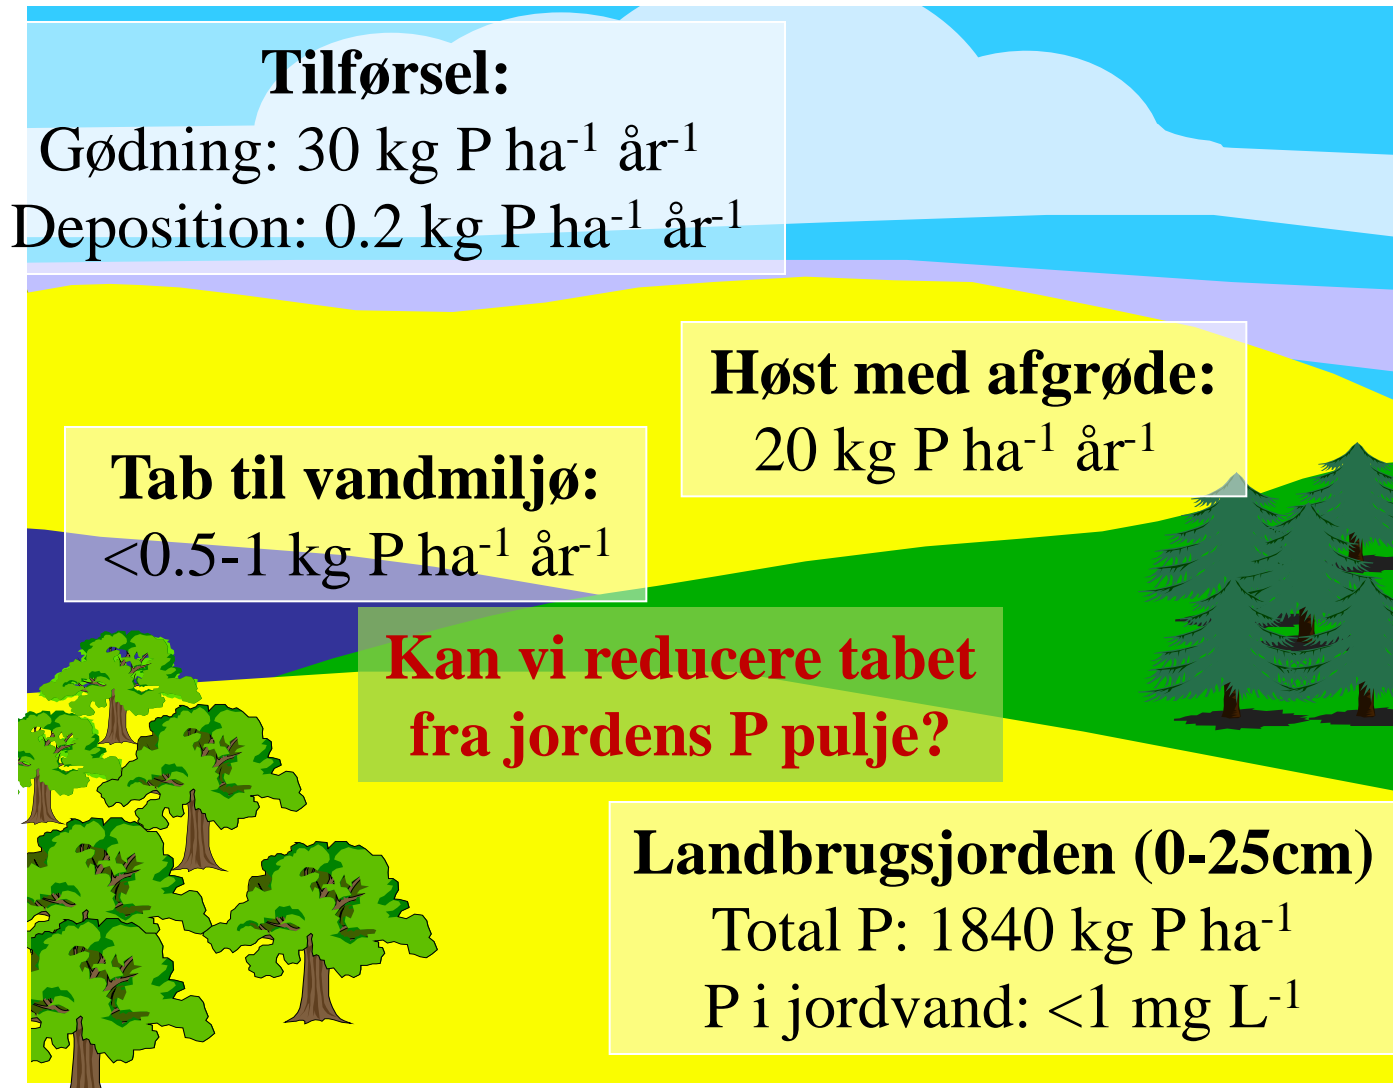 Tilførsel:
Gødning: 30 kg P ha⁻¹ år⁻¹
Deposition: 0.2 kg P ha⁻¹ år⁻¹
Høst med afgrøde:
20 kg P ha⁻¹ år⁻¹
Tab til vandmiljø:
<0.5-1 kg P ha⁻¹ år⁻¹
Kan vi reducere tabet
fra jordens P pulje?
Landbrugsjorden (0-25cm)
Total P: 1840 kg P ha⁻¹
P i jordvand: <1 mg L⁻¹